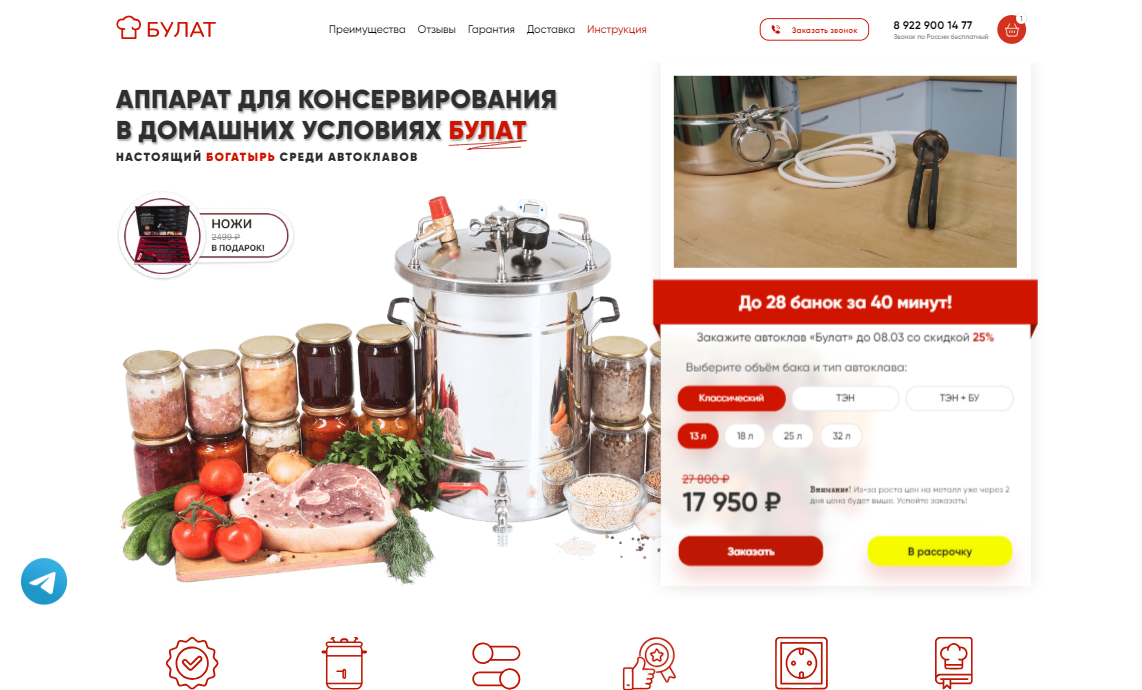 БУЛАТ
Преимущества Отзывы Гарантия Доставка Инструкция
Заказать звонок
8 922 900 14 77
Звонок по России бесплатный
1
АППАРАТ ДЛЯ КОНСЕРВИРОВАНИЯ
В ДОМАШНИХ УСЛОВИЯХ БУЛАТ
НАСТОЯЩИЙ БОГАТЫРЬ СРЕДИ АВТОКЛАВОВ
НОЖИ
2499 ₽
В ПОДАРОК!
До 28 банок за 40 минут!
Закажите автоклав «Булат» до 08.03 со скидкой 25%
Выберите объём бака и тип автоклава:
Классический ТЭН ТЭН + БУ
13 л 18 л 25 л 32 л
27 800 ₽
17 950 ₽
Внимание! Из-за роста цен на металл уже через 2
дня цена будет выше. Успейте заказать!
Заказать В рассрочку